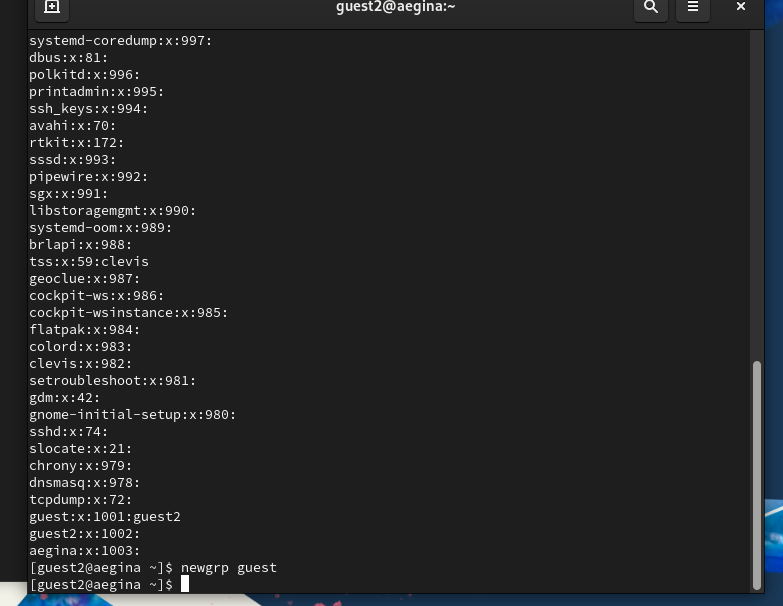 guest2@aegina:~
systemd-coredump:x:997:
dbus:x:81:
polkitd:x:996:
printadmin:x:995:
ssh_keys:x:994:
avahi:x:70:
rtkit:x:172:
sssd:x:993:
pipewire:x:992:
sgx:x:991:
libstoragemgmt:x:990:
systemd-oom:x:989:
brlapi:x:988:
tss:x:59:clevis
geoclue:x:987:
cockpit-ws:x:986:
cockpit-wsinstance:x:985:
flatpak:x:984:
colord:x:983:
clevis:x:982:
setroubleshoot:x:981:
gdm:x:42:
gnome-initial-setup:x:980:
sshd:x:74:
slocate:x:21:
chrony:x:979:
dnsmasq:x:978:
tcpdump:x:72:
guest:x:1001:guest2
guest2:x:1002:
aegina:x:1003:
[guest2@aegina ~]$ newgrp guest
[guest2@aegina ~]$